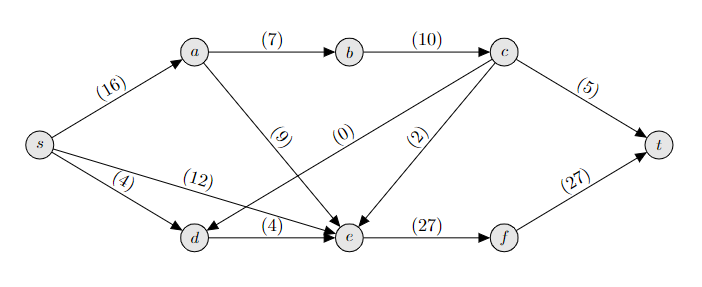 (7)
(10)
a
b
c
(16)
(5)
(9)
(0)
(2)
s
t
(12)
(4)
(27)
(4)
(27)
d
e
f